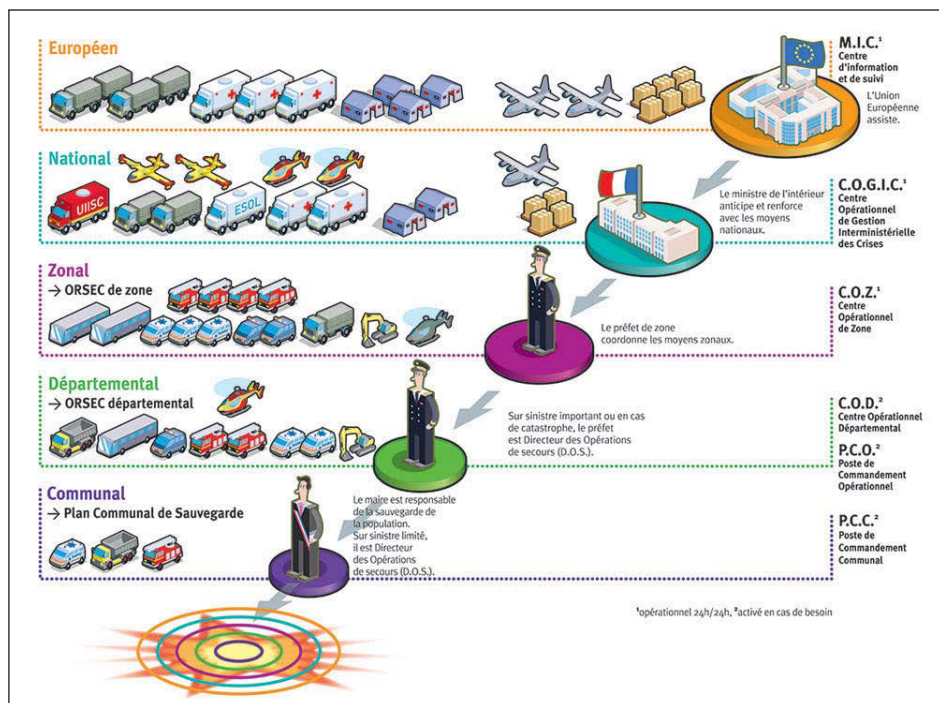 Européen
M.I.C.¹
Centre
d'information
et de suivi
L'Union
Européenne
assiste.
National
UIISC
ESOL
Le ministre de l'intérieur
anticipe et renforce
avec les moyens
nationaux.
C.O.G.I.C.¹
Centre
Opérationnel
de Gestion
Interministérielle
des Crises
Zonal
→ ORSEC de zone
Le préfet de zone
coordonne les moyens zonaux.
C.O.Z.¹
Centre
Opérationnel
de Zone
Départemental
→ ORSEC départemental
Sur sinistre important ou en cas
de catastrophe, le préfet
est Directeur des Opérations
de secours (D.O.S.).
C.O.D.²
Centre Opérationnel
Départemental
P.C.O.²
Poste de
Commandement
Opérationnel
Communal
→ Plan Communal de Sauvegarde
Le maire est responsable
de la sauvegarde de
la population.
Sur sinistre limité,
il est Directeur
des Opérations
de secours (D.O.S.).
P.C.C.²
Poste de
Commandement
Communal
¹opérationnel 24h/24h, ²activé en cas de besoin